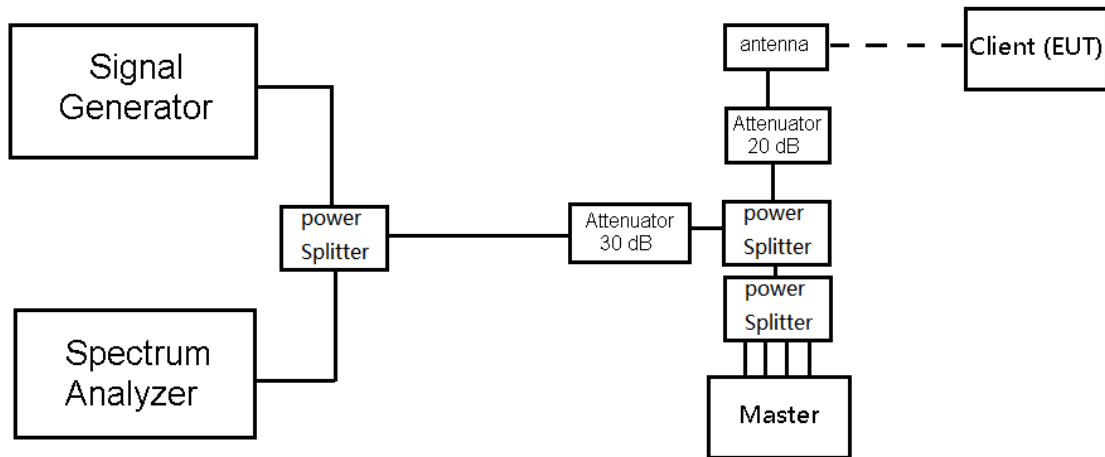 Signal
Generator
antenna
Client (EUT)
Attenuator
20 dB
power
Splitter
Attenuator
30 dB
power
Splitter
power
Splitter
Spectrum
Analyzer
Master